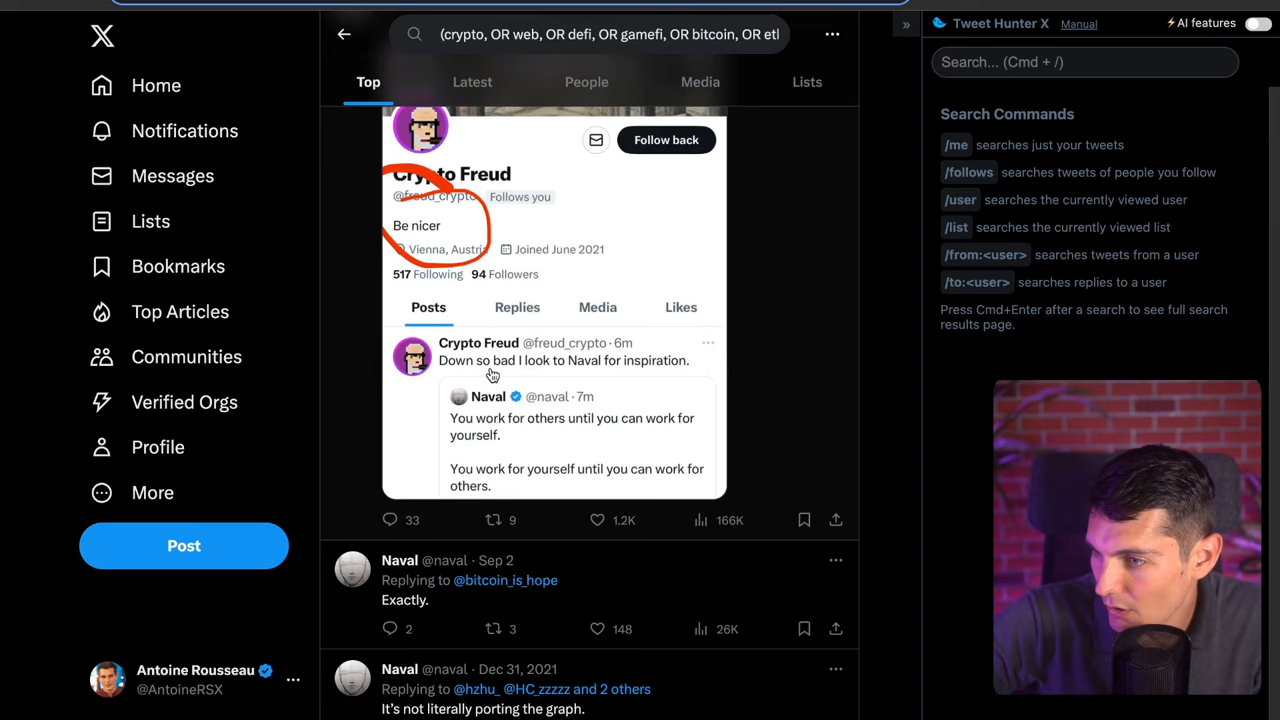 Home
Notifications
Messages
Lists
Bookmarks
Top Articles
Communities
Verified Orgs
Profile
More
Post
Antoine Rousseau
@AntoineRSX
(crypto, OR web, OR defi, OR gamefi, OR bitcoin, OR etl
Top Latest People Media Lists
Follow back
Crypto Freud
@freud_crypto Follows you
Be nicer
Vienna, Austria Joined June 2021
517 Following 94 Followers
Posts Replies Media Likes
Crypto Freud @freud_crypto · 6m
Down so bad I look to Naval for inspiration.
Naval @naval · 7m
You work for others until you can work for
yourself.
You work for yourself until you can work for
others.
33 9 1.2K 166K
Naval @naval · Sep 2
Replying to @bitcoin_is_hope
Exactly.
2 3 148 26K
Naval @naval · Dec 31, 2021
Replying to @hzhu_ @HC_zzzzz and 2 others
It's not literally porting the graph.
»
Tweet Hunter X Manual ⚡AI features
Search... (Cmd + /)
Search Commands
/me searches just your tweets
/follows searches tweets of people you follow
/user searches the currently viewed user
/list searches the currently viewed list
/from:<user> searches tweets from a user
/to:<user> searches replies to a user
Press Cmd+Enter after a search to see full search
results page.